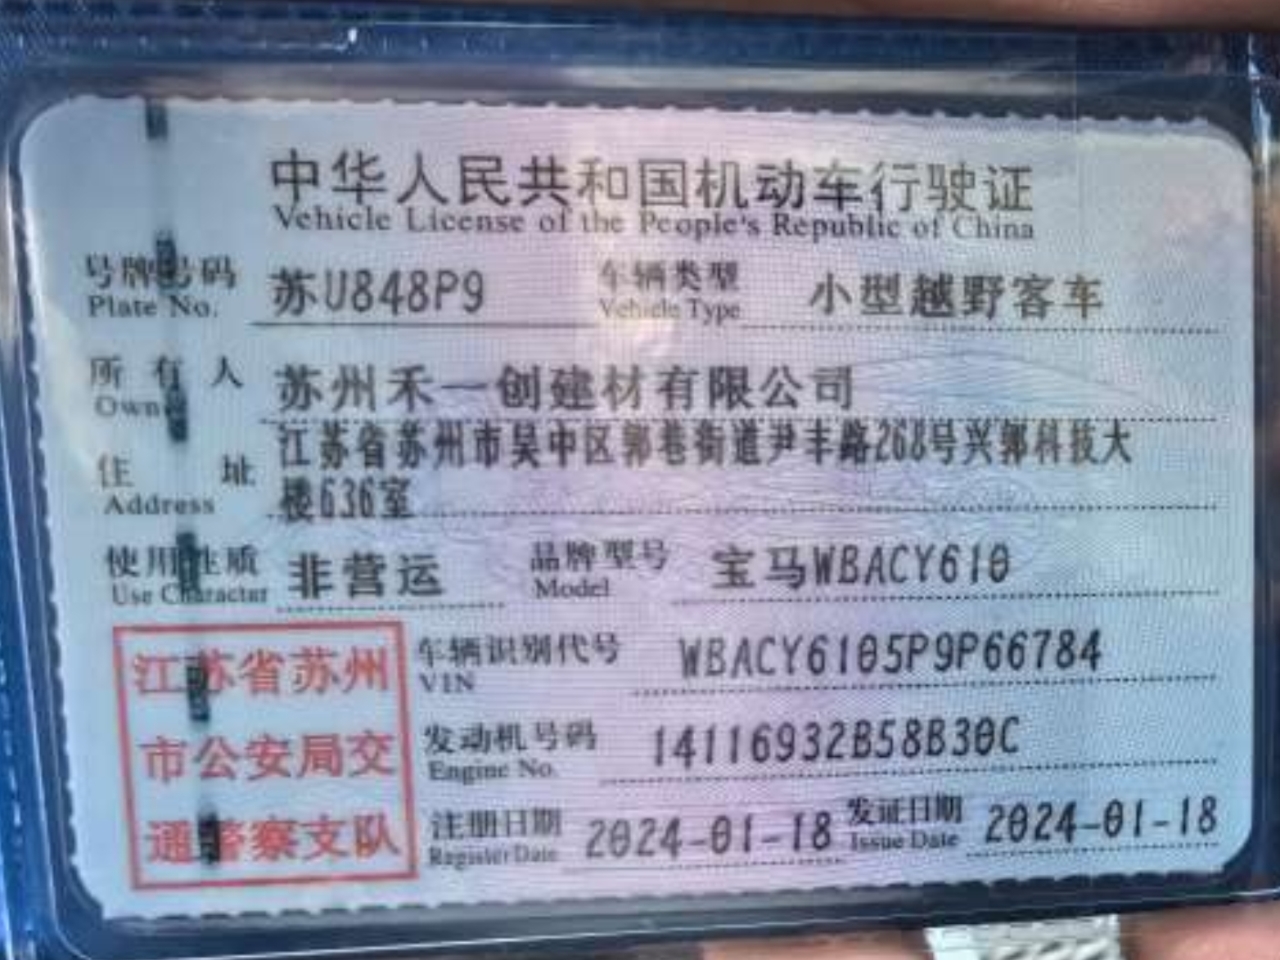 中华人民共和国机动车行驶证
Vehicle License of the People's Republic of China
号牌号码 苏U848P9 车辆类型 小型越野客车
Plate No. Vehicle Type
所有人 苏州禾一创建材有限公司
Owner
住址 江苏省苏州市吴中区郭巷街道尹丰路268号兴郭科技大
Address 楼636室
使用性质 非营运 品牌型号 宝马WBACY610
Use Character Model
江苏省苏州
市公安局交
通警察支队
车辆识别代号 WBACY6105P9P66784
VIN
发动机号码 14116932B58B30C
Engine No.
注册日期 2024-01-18 发证日期 2024-01-18
Register Date Issue Date